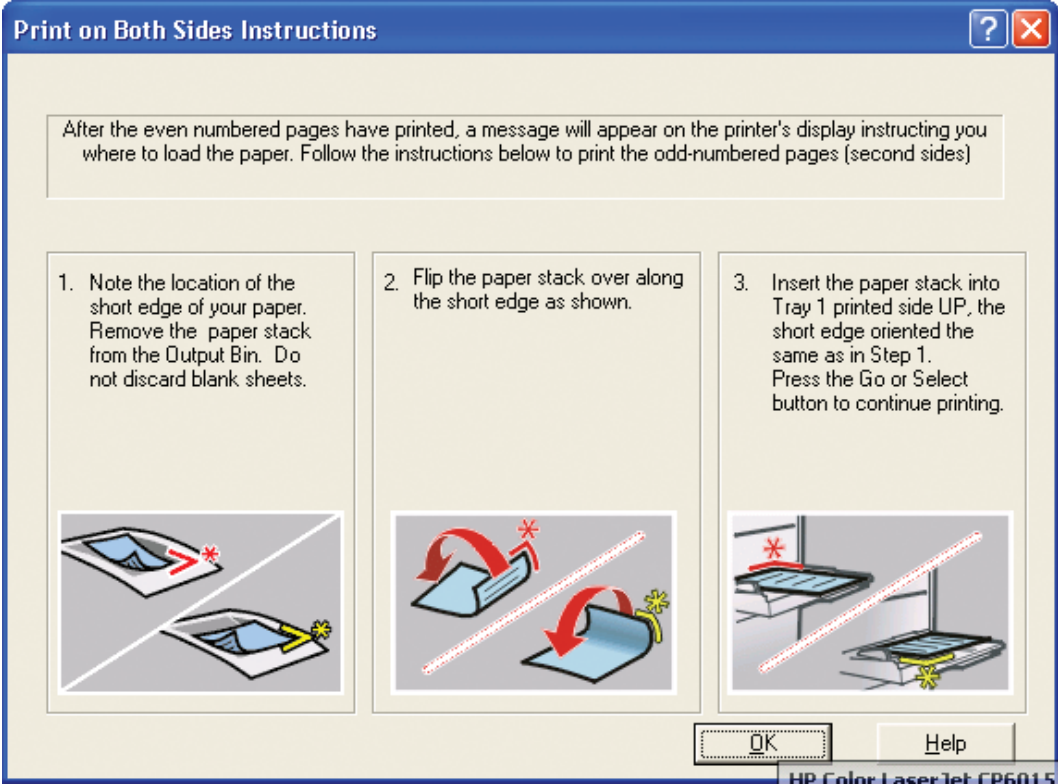 Print on Both Sides Instructions
After the even numbered pages have printed, a message will appear on the printer's display instructing you
where to load the paper. Follow the instructions below to print the odd-numbered pages (second sides)
1. Note the location of the
short edge of your paper.
Remove the paper stack
from the Output Bin. Do
not discard blank sheets.
2. Flip the paper stack over along
the short edge as shown.
3. Insert the paper stack into
Tray 1 printed side UP, the
short edge oriented the
same as in Step 1.
Press the Go or Select
button to continue printing.
OK
Help
HP Color LaserJet CP6015